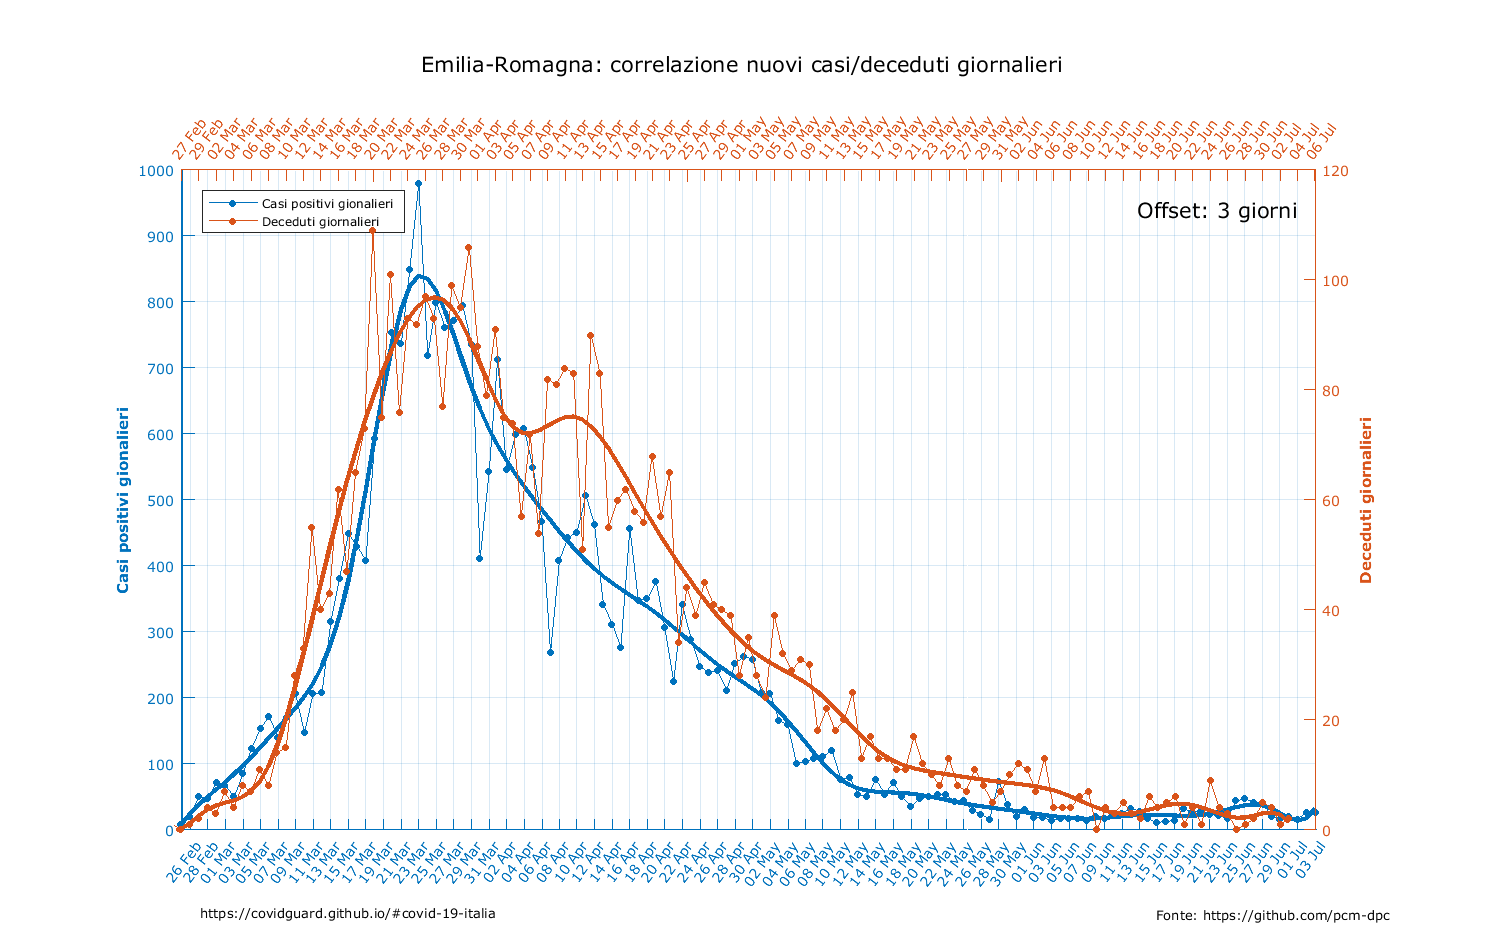 Emilia-Romagna: correlazione nuovi casi/deceduti giornalieri
27 Feb
29 Feb
02 Mar
04 Mar
06 Mar
08 Mar
10 Mar
12 Mar
14 Mar
16 Mar
18 Mar
20 Mar
22 Mar
24 Mar
26 Mar
28 Mar
30 Mar
01 Apr
03 Apr
05 Apr
07 Apr
09 Apr
11 Apr
13 Apr
15 Apr
17 Apr
19 Apr
21 Apr
23 Apr
25 Apr
27 Apr
29 Apr
01 May
03 May
05 May
07 May
09 May
11 May
13 May
15 May
17 May
19 May
21 May
23 May
25 May
27 May
29 May
31 May
02 Jun
04 Jun
06 Jun
08 Jun
10 Jun
12 Jun
14 Jun
16 Jun
18 Jun
20 Jun
22 Jun
24 Jun
26 Jun
28 Jun
30 Jun
02 Jul
04 Jul
06 Jul
Casi positivi gionalieri
Deceduti giornalieri
Offset: 3 giorni
1000
900
800
700
600
500
400
300
200
100
0
Casi positivi gionalieri
120
100
80
60
40
20
0
Deceduti giornalieri
26 Feb
28 Feb
01 Mar
03 Mar
05 Mar
07 Mar
09 Mar
11 Mar
13 Mar
15 Mar
17 Mar
19 Mar
21 Mar
23 Mar
25 Mar
27 Mar
29 Mar
31 Mar
02 Apr
04 Apr
06 Apr
08 Apr
10 Apr
12 Apr
14 Apr
16 Apr
18 Apr
20 Apr
22 Apr
24 Apr
26 Apr
28 Apr
30 Apr
02 May
04 May
06 May
08 May
10 May
12 May
14 May
16 May
18 May
20 May
22 May
24 May
26 May
28 May
30 May
01 Jun
03 Jun
05 Jun
07 Jun
09 Jun
11 Jun
13 Jun
15 Jun
17 Jun
19 Jun
21 Jun
23 Jun
25 Jun
27 Jun
29 Jun
01 Jul
03 Jul
https://covidguard.github.io/#covid-19-italia
Fonte: https://github.com/pcm-dpc